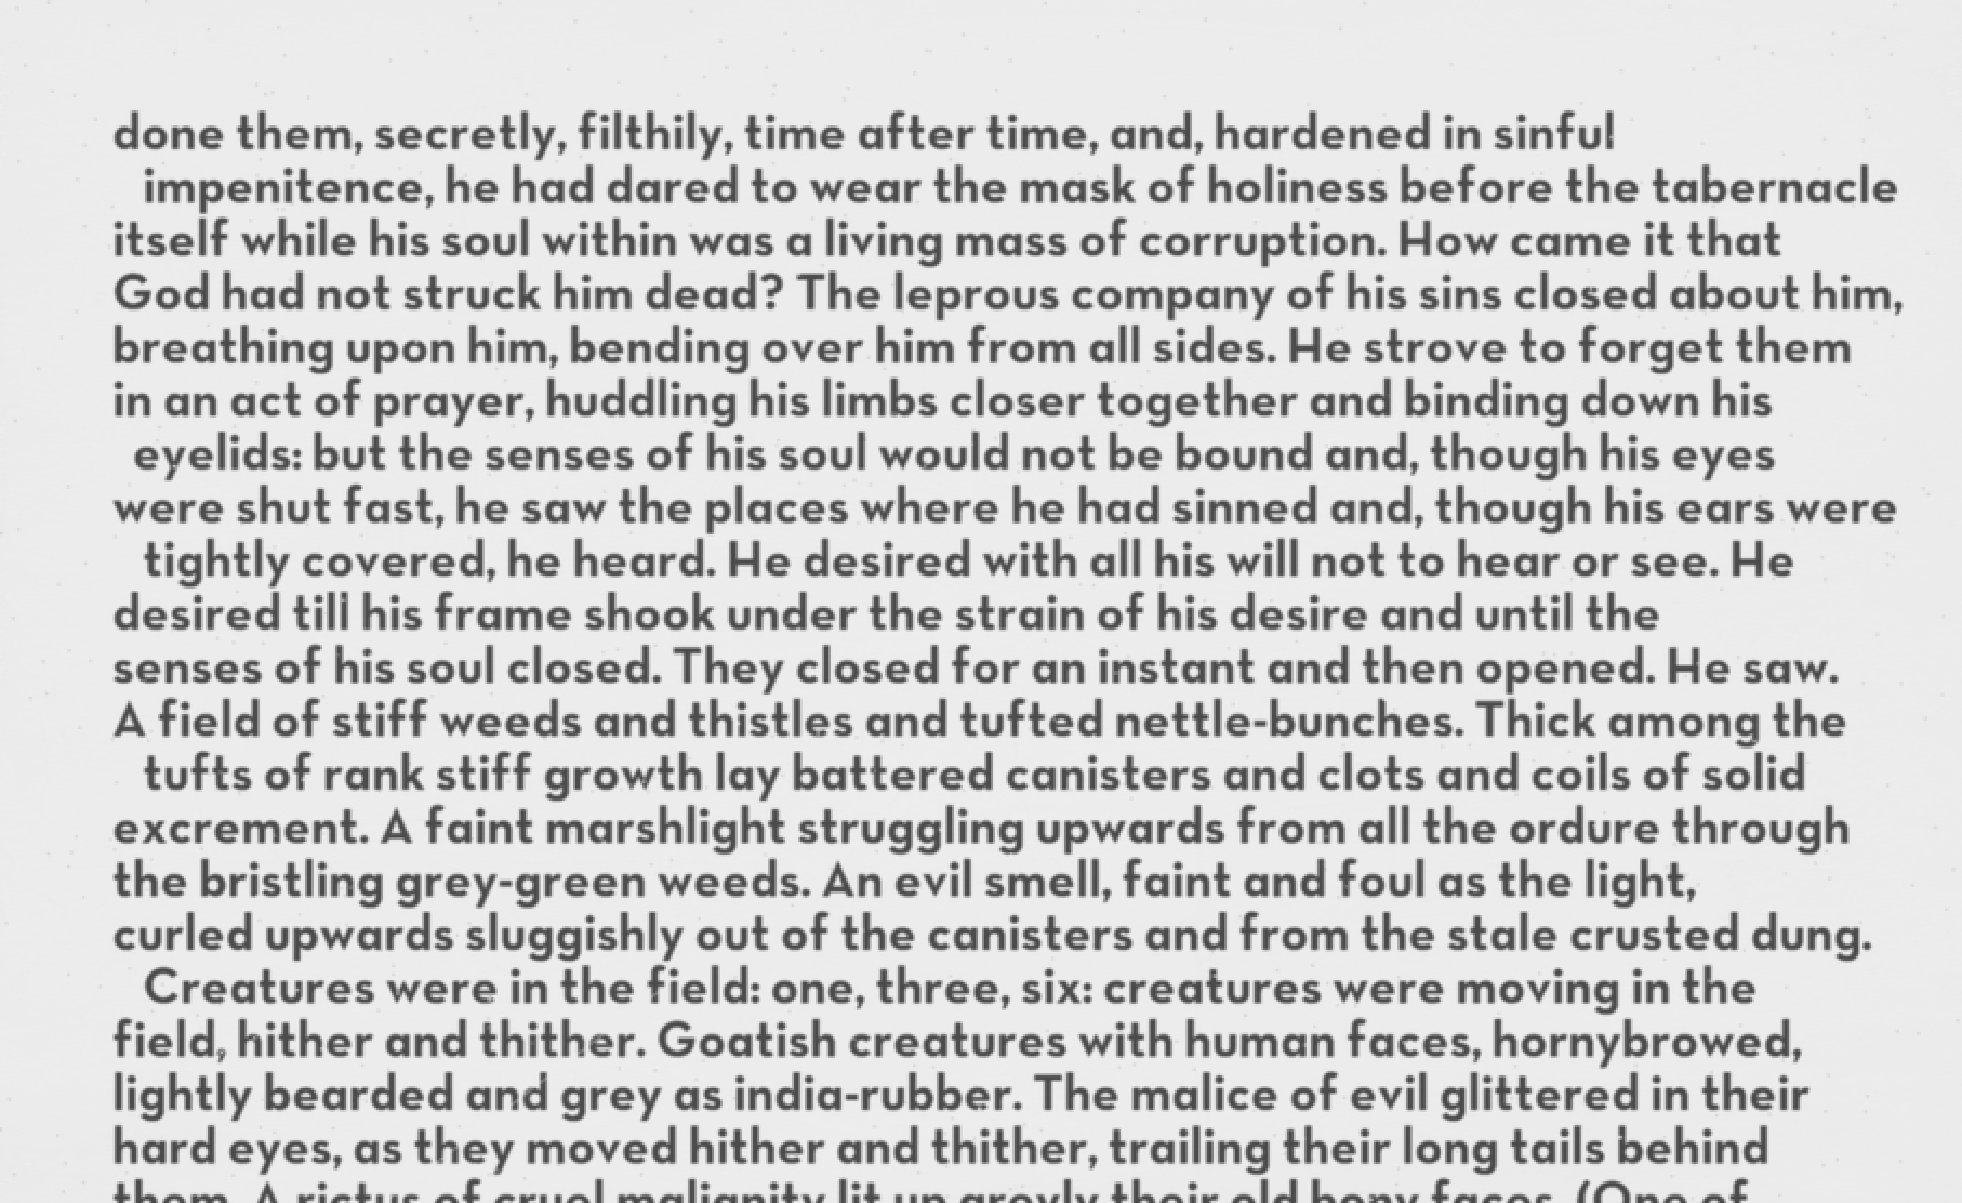 done them, secretly, filthily, time after time, and, hardened in sinful
impenitence, he had dared to wear the mask of holiness before the tabernacle
itself while his soul within was a living mass of corruption. How came it that
God had not struck him dead? The leprous company of his sins closed about him,
breathing upon him, bending over him from all sides. He strove to forget them
in an act of prayer, huddling his limbs closer together and binding down his
eyelids: but the senses of his soul would not be bound and, though his eyes
were shut fast, he saw the places where he had sinned and, though his ears were
tightly covered, he heard. He desired with all his will not to hear or see. He
desired till his frame shook under the strain of his desire and until the
senses of his soul closed. They closed for an instant and then opened. He saw.
A field of stiff weeds and thistles and tufted nettle-bunches. Thick among the
tufts of rank stiff growth lay battered canisters and clots and coils of solid
excrement. A faint marshlight struggling upwards from all the ordure through
the bristling grey-green weeds. An evil smell, faint and foul as the light,
curled upwards sluggishly out of the canisters and from the stale crusted dung.
Creatures were in the field: one, three, six: creatures were moving in the
field, hither and thither. Goatish creatures with human faces, hornybrowed,
lightly bearded and grey as india-rubber. The malice of evil glittered in their
hard eyes, as they moved hither and thither, trailing their long tails behind
them. A rictus of cruel malignity lit up greyly their old bony faces. (One of